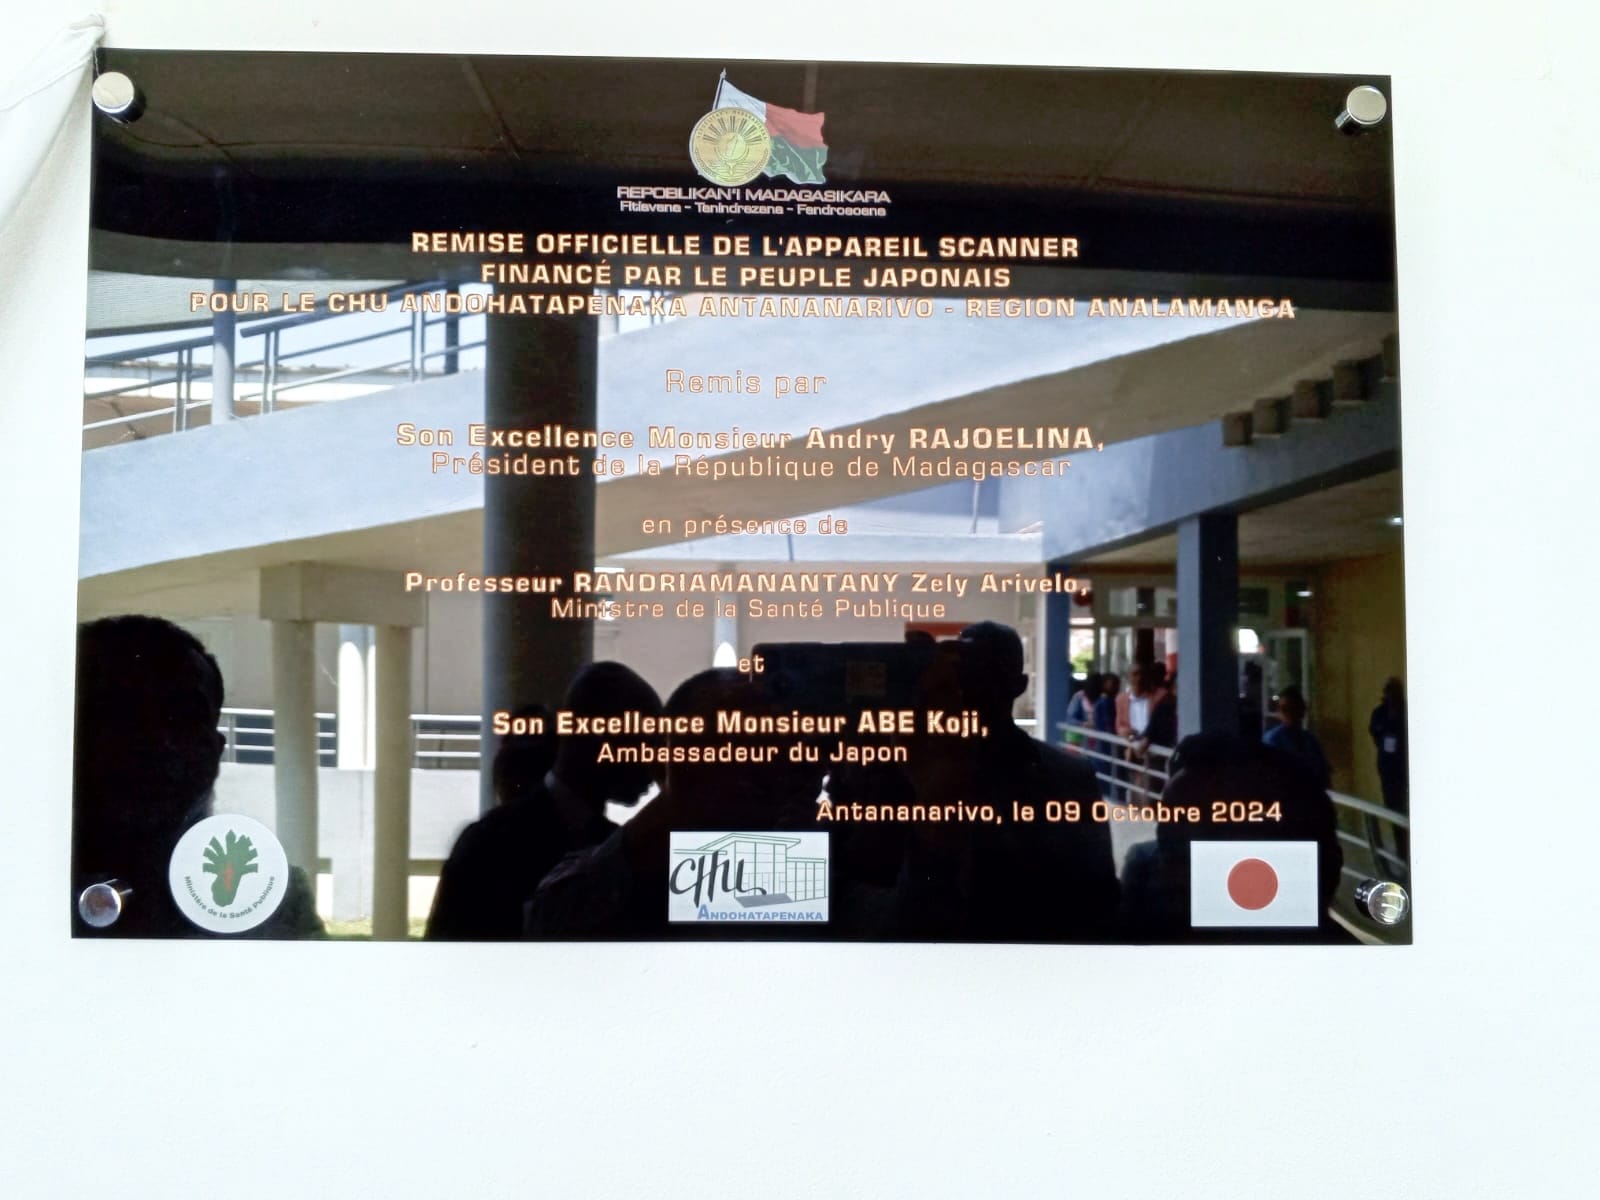 REPOBLIKAN'I MADAGASIKARA
Fitiavana - Tanindrazana - Fandrosoana
REMISE OFFICIELLE DE L'APPAREIL SCANNER
FINANCÉ PAR LE PEUPLE JAPONAIS
POUR LE CHU ANDOHATAPENAKA ANTANANARIVO - REGION ANALAMANGA
Remis par
Son Excellence Monsieur Andry RAJOELINA,
Président de la République de Madagascar
en présence de
Professeur RANDRIAMANANTANY Zely Arivelo,
Ministre de la Santé Publique
et
Son Excellence Monsieur ABE Koji,
Ambassadeur du Japon
Antananarivo, le 09 Octobre 2024
Ministère de la Santé Publique
CHU
ANDOHATAPENAKA